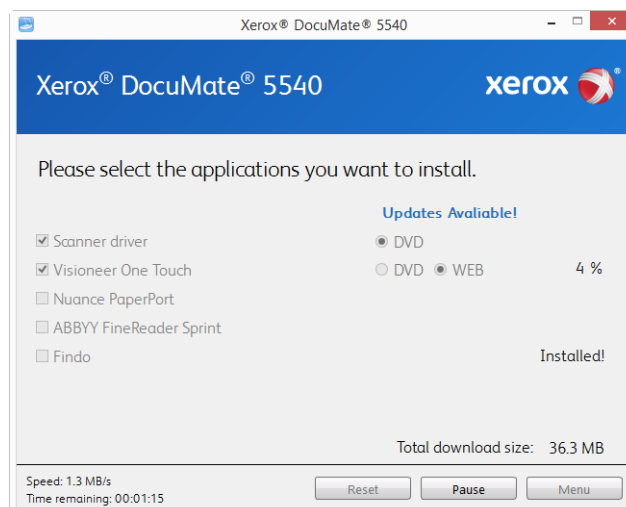 Xerox® DocuMate® 5540
Xerox® DocuMate® 5540
xerox®
Please select the applications you want to install.
Updates Avaliable!
Scanner driver DVD
Visioneer One Touch DVD WEB 4 %
Nuance PaperPort
ABBYY FineReader Sprint
Findo Installed!
Total download size: 36.3 MB
Speed: 1.3 MB/s
Time remaining: 00:01:15
Reset Pause Menu